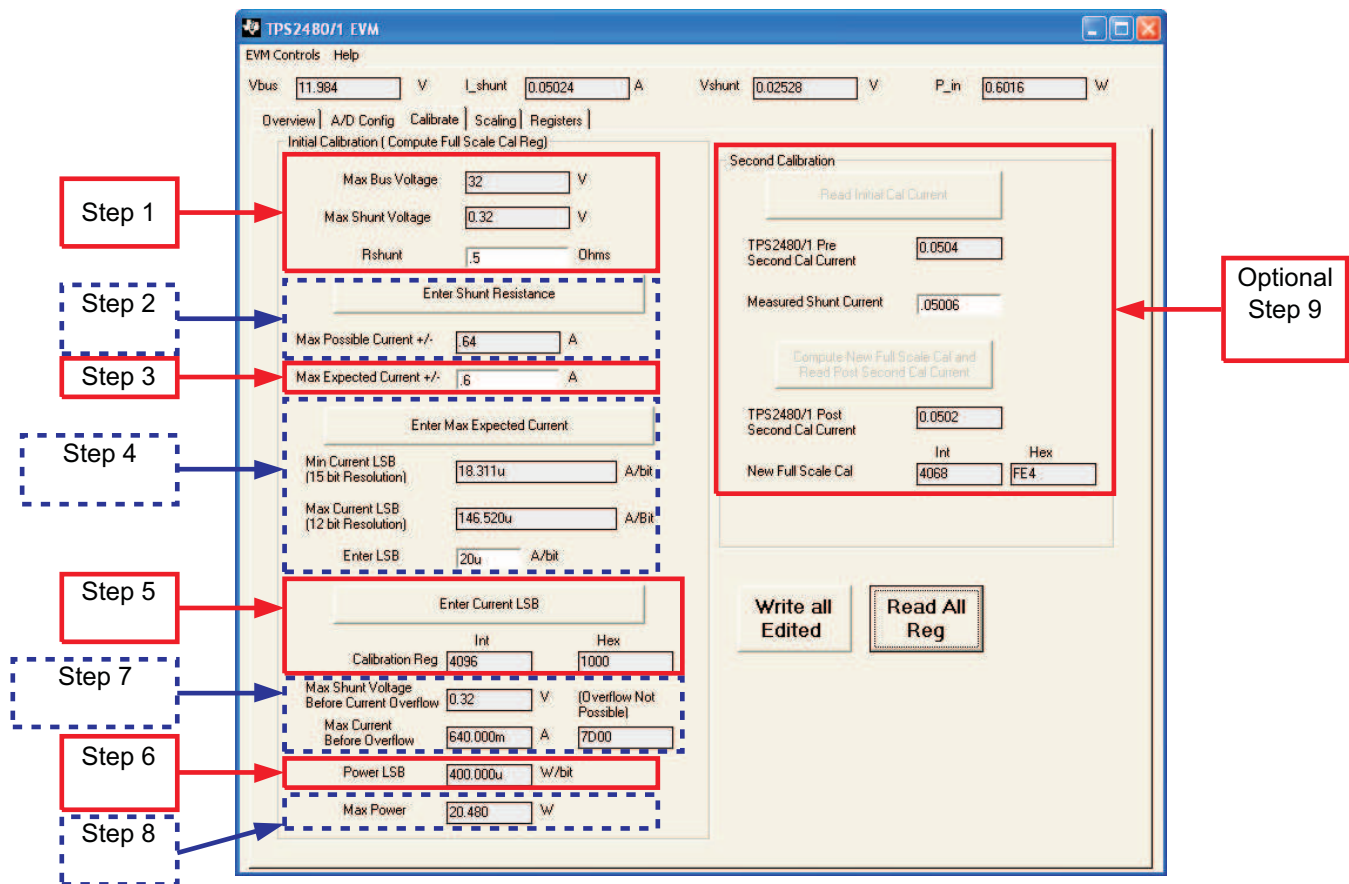 TPS2480/1 EVM
EVM Controls Help
Vbus 11.984 V I_shunt 0.05024 A Vshunt 0.02528 V P_in 0.6016 W
Overview A/D Config Calibrate Scaling Registers
Initial Calibration ( Compute Full Scale Cal Reg)
Step 1
Max Bus Voltage 32 V
Max Shunt Voltage 0.32 V
Rshunt .5 Ohms
Step 2
Enter Shunt Resistance
Max Possible Current +/- .64 A
Step 3
Max Expected Current +/- .6 A
Step 4
Enter Max Expected Current
Min Current LSB
(15 bit Resolution) 18.311u A/bit
Max Current LSB
(12 bit Resolution) 146.520u A/Bit
Enter LSB 20u A/bit
Step 5
Enter Current LSB
Int Hex
Calibration Reg 4096 1000
Step 7
Max Shunt Voltage
Before Current Overflow 0.32 V (Overflow Not
Possible)
Max Current
Before Overflow 640.000m A 7D00
Step 6
Power LSB 400.000u W/bit
Step 8
Max Power 20.480 W
Second Calibration
Read Initial Cal Current
TPS2480/1 Pre
Second Cal Current 0.0504
Measured Shunt Current .05006
Compute New Full Scale Cal and
Read Post Second Cal Current
TPS2480/1 Post
Second Cal Current 0.0502
Int Hex
New Full Scale Cal 4068 FE4
Optional
Step 9
Write all
Edited
Read All
Reg